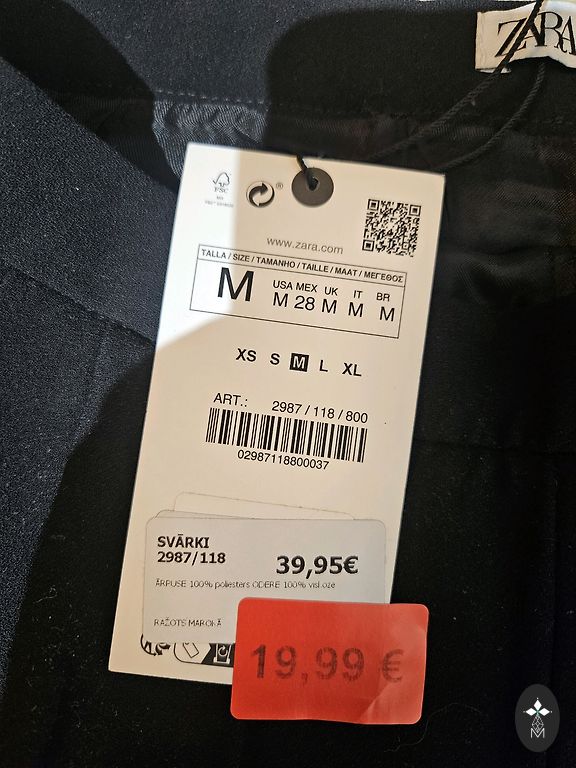 ZARA
FSC
www.zara.com
TALLA / SIZE / TAMANHO / TAILLE / MAAT / ΜΕΓΕΘΟΣ
M USA MEX UK IT BR
M 28 M M M
XS S M L XL
ART.: 2987 / 118 / 800
02987118800037
SVĀRKI
2987/118 39,95€
ĀRPUSE 100% poliesters ODERE 100% viskoze
RAŽOTS MAROKĀ
19,99 €
M